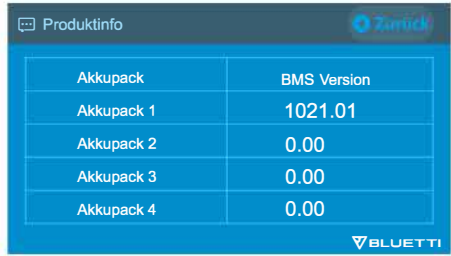 Produktinfo Zurück
Akkupack BMS Version
Akkupack 1 1021.01
Akkupack 2 0.00
Akkupack 3 0.00
Akkupack 4 0.00
BLUETTI